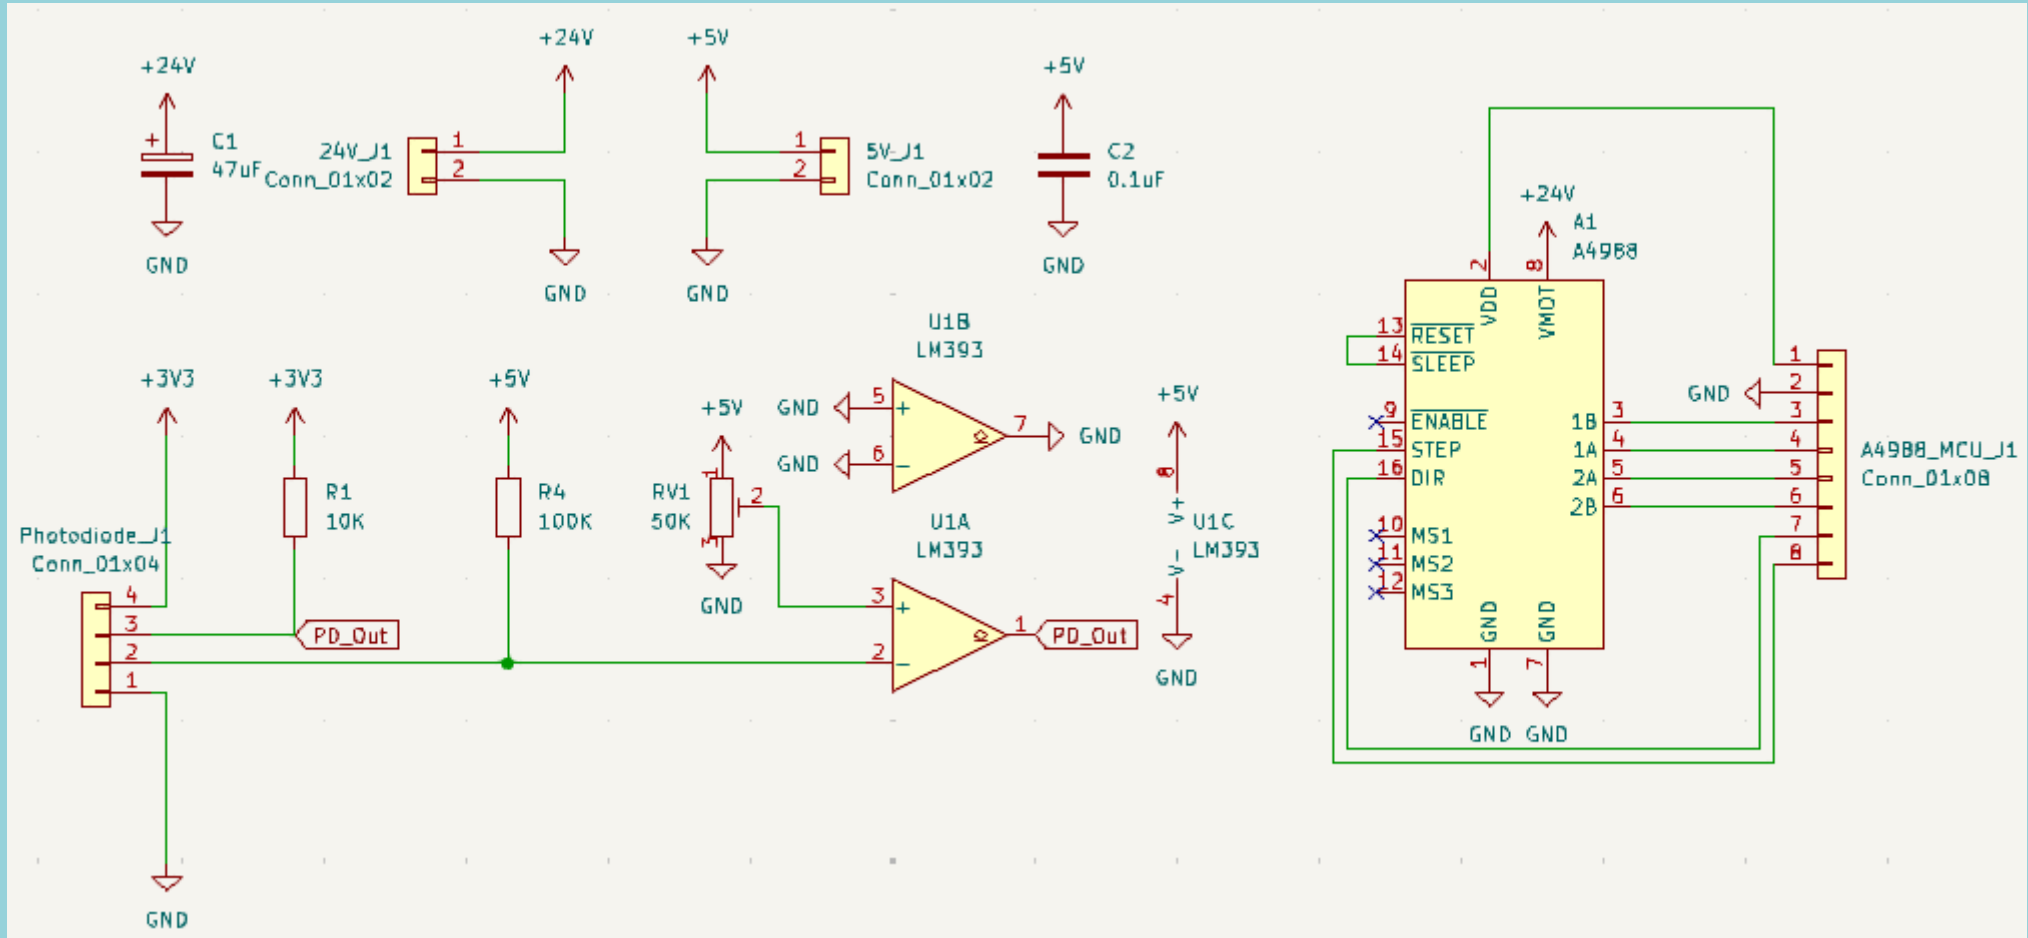 +24V
+5V
+24V
+5V
+
C1
47uF
24V_J1
Conn_01x02
1
2
1
2
5V_J1
Conn_01x02
C2
0.1uF
GND
GND
GND
GND
+24V
A1
A4988
2
8
VDD
VMOT
13
RESET
14
SLEEP
9
ENABLE
15
STEP
16
DIR
10
MS1
11
MS2
12
MS3
1B
3
1A
4
2A
5
2B
6
GND
GND
1
7
GND
GND
1
GND
2
3
4
5
6
7
8
A4988_MCU_J1
Conn_01x08
U1B
LM393
+3V3
+3V3
+5V
+5V
GND
5
+
GND
6
-
7
GND
+5V
R1
10K
R4
100K
RV1
50K
1
2
3
GND
U1A
LM393
3
+
2
-
1
PD_Out
8
V+
V-
4
U1C
LM393
GND
Photodiode_J1
Conn_01x04
4
3
2
1
PD_Out
GND